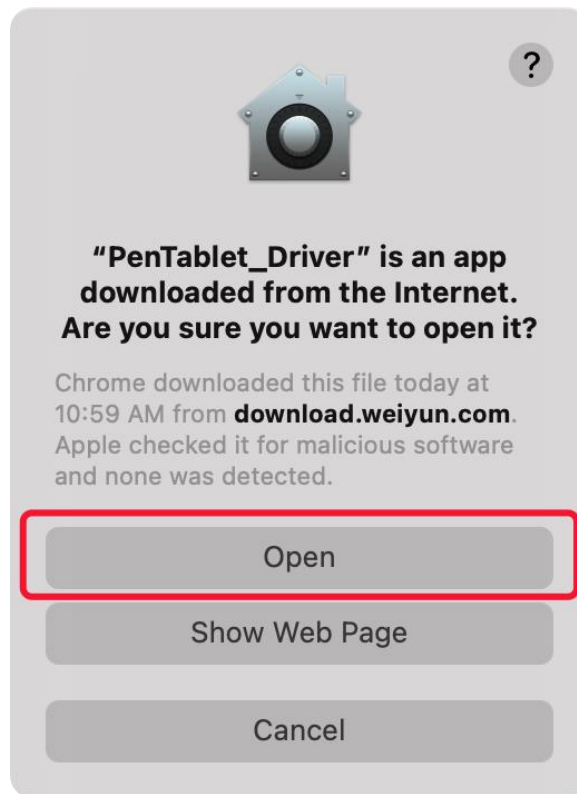 ?
“PenTablet_Driver” is an app
downloaded from the Internet.
Are you sure you want to open it?
Chrome downloaded this file today at
10:59 AM from download.weiyun.com.
Apple checked it for malicious software
and none was detected.
Open
Show Web Page
Cancel